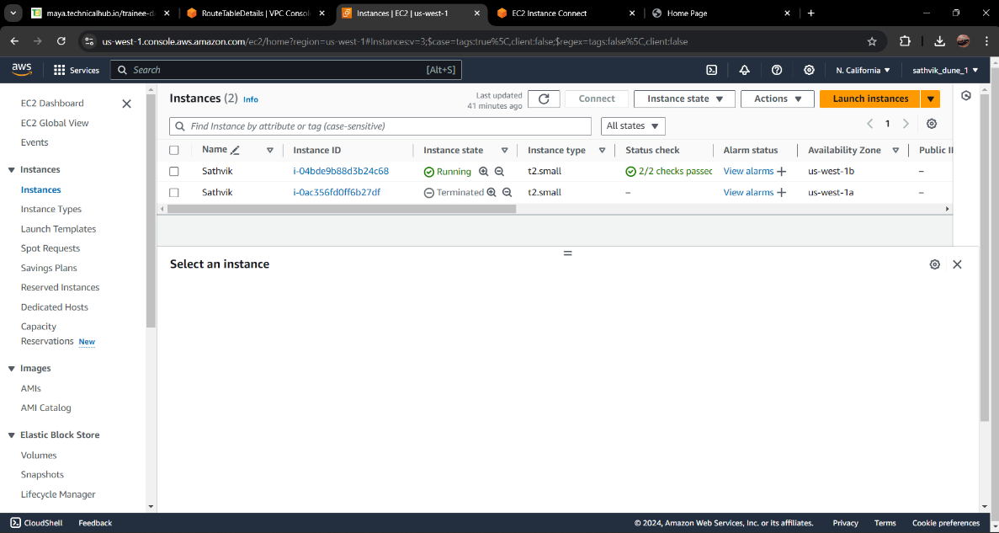 maya.technicalhub.io/trainee-da
RouteTableDetails | VPC Console
Instances | EC2 | us-west-1
EC2 Instance Connect
Home Page
us-west-1.console.aws.amazon.com/ec2/home?region=us-west-1#Instances:v=3;$case=tags:true%5C,client:false;$regex=tags:false%5C,client:false
aws
Services
Search
[Alt+S]
N. California
sathvik_dune_1
EC2 Dashboard
EC2 Global View
Events
Instances
Instances
Instance Types
Launch Templates
Spot Requests
Savings Plans
Reserved Instances
Dedicated Hosts
Capacity
Reservations New
Images
AMIs
AMI Catalog
Elastic Block Store
Volumes
Snapshots
Lifecycle Manager
Instances (2) Info
Last updated
41 minutes ago
Connect
Instance state
Actions
Launch instances
Find Instance by attribute or tag (case-sensitive)
All states
1
Name Instance ID Instance state Instance type Status check Alarm status Availability Zone Public I
Sathvik i-04bde9b88d3b24c68 Running t2.small 2/2 checks passed View alarms us-west-1b –
Sathvik i-0ac356fd0ff6b27df Terminated t2.small – View alarms us-west-1a –
Select an instance
CloudShell Feedback
© 2024, Amazon Web Services, Inc. or its affiliates. Privacy Terms Cookie preferences